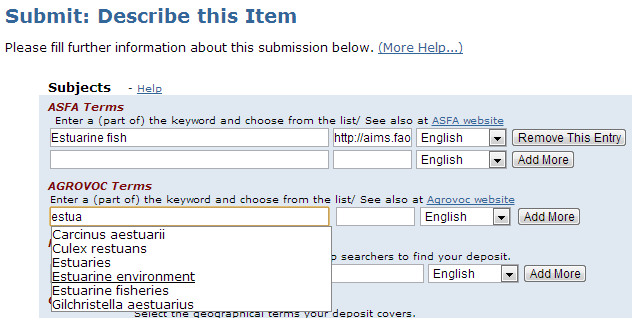 Submit: Describe this Item
Please fill further information about this submission below. (More Help...)
Subjects - Help
ASFA Terms
Enter a (part of) the keyword and choose from the list/ See also at ASFA website
Estuarine fish http://aims.fao English Remove This Entry
English Add More
AGROVOC Terms
Enter a (part of) the keyword and choose from the list/ See also at Agrovoc website
estua English Add More
Carcinus aestuarii
Culex restuans
Estuaries
searchers to find your deposit.
Estuarine environment English Add More
Estuarine fisheries
Gilchristella aestuarius
Select the geographical terms your deposit covers.